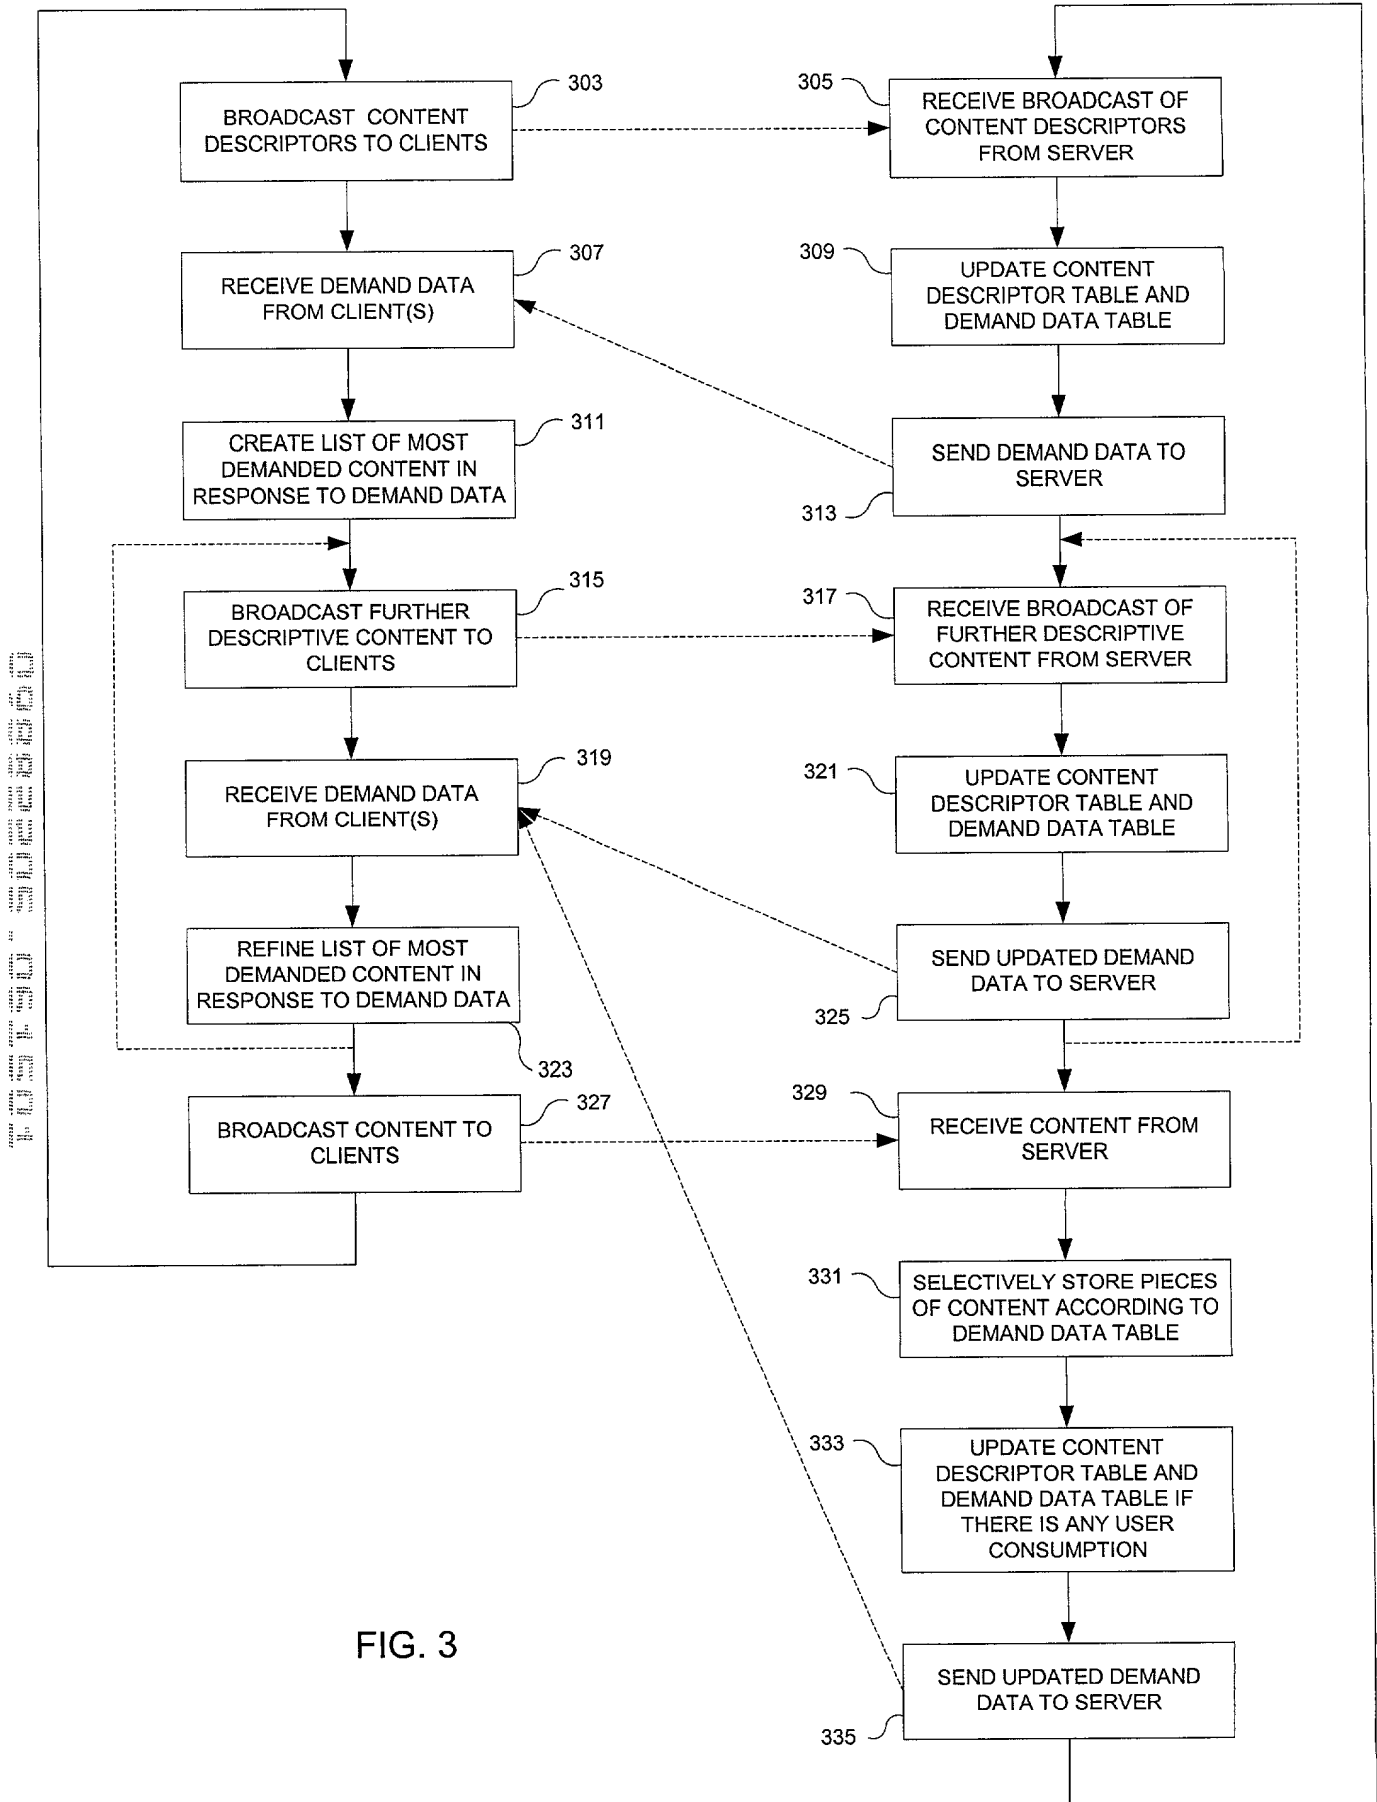 303
BROADCAST CONTENT
DESCRIPTORS TO CLIENTS
305
RECEIVE BROADCAST OF
CONTENT DESCRIPTORS
FROM SERVER
307
RECEIVE DEMAND DATA
FROM CLIENT(S)
309
UPDATE CONTENT
DESCRIPTOR TABLE AND
DEMAND DATA TABLE
311
CREATE LIST OF MOST
DEMANDED CONTENT IN
RESPONSE TO DEMAND DATA
SEND DEMAND DATA TO
SERVER
313
315
BROADCAST FURTHER
DESCRIPTIVE CONTENT TO
CLIENTS
317
RECEIVE BROADCAST OF
FURTHER DESCRIPTIVE
CONTENT FROM SERVER
319
RECEIVE DEMAND DATA
FROM CLIENT(S)
321
UPDATE CONTENT
DESCRIPTOR TABLE AND
DEMAND DATA TABLE
REFINE LIST OF MOST
DEMANDED CONTENT IN
RESPONSE TO DEMAND DATA
323
SEND UPDATED DEMAND
DATA TO SERVER
325
327
BROADCAST CONTENT TO
CLIENTS
329
RECEIVE CONTENT FROM
SERVER
331
SELECTIVELY STORE PIECES
OF CONTENT ACCORDING TO
DEMAND DATA TABLE
333
UPDATE CONTENT
DESCRIPTOR TABLE AND
DEMAND DATA TABLE IF
THERE IS ANY USER
CONSUMPTION
SEND UPDATED DEMAND
DATA TO SERVER
335
FIG. 3